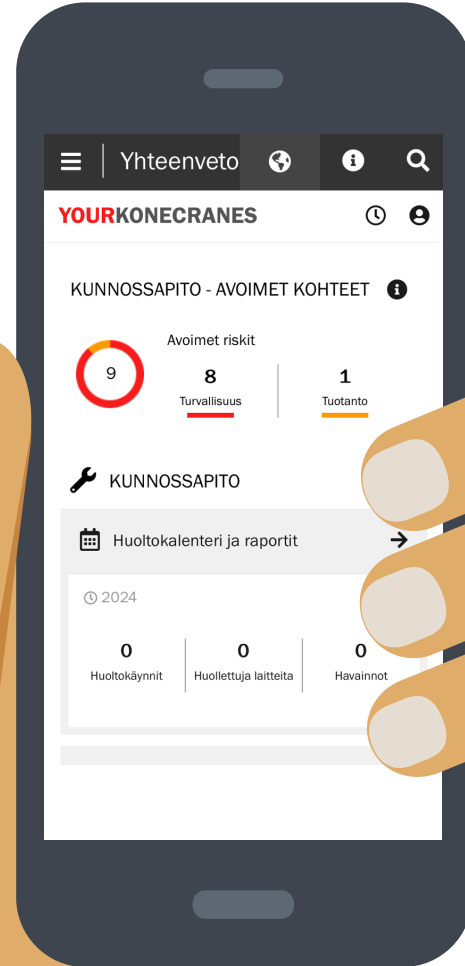 Yhteenveto
YOURKONECRANES
KUNNOSSAPITO - AVOIMET KOHTEET
Avoimet riskit
9
8
1
Turvallisuus
Tuotanto
KUNNOSSAPITO
Huoltokalenteri ja raportit
2024
0
0
0
Huoltokäynnit
Huollettuja laitteita
Havainnot